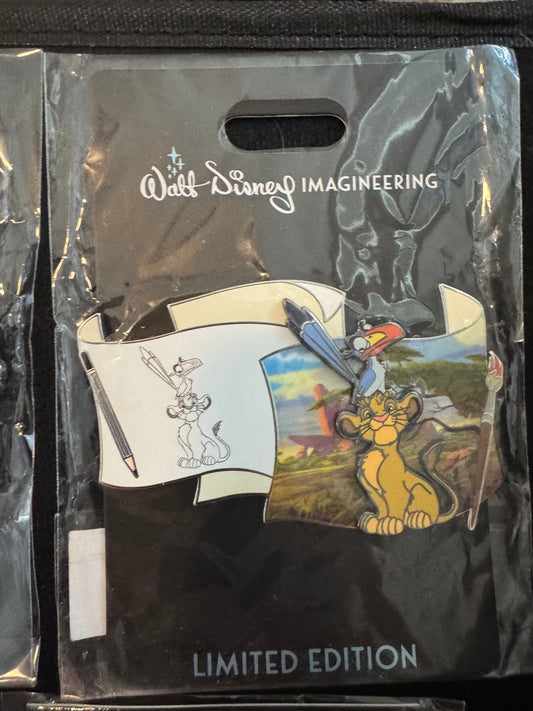 Walt Disney IMAGINEERING
LIMITED EDITION